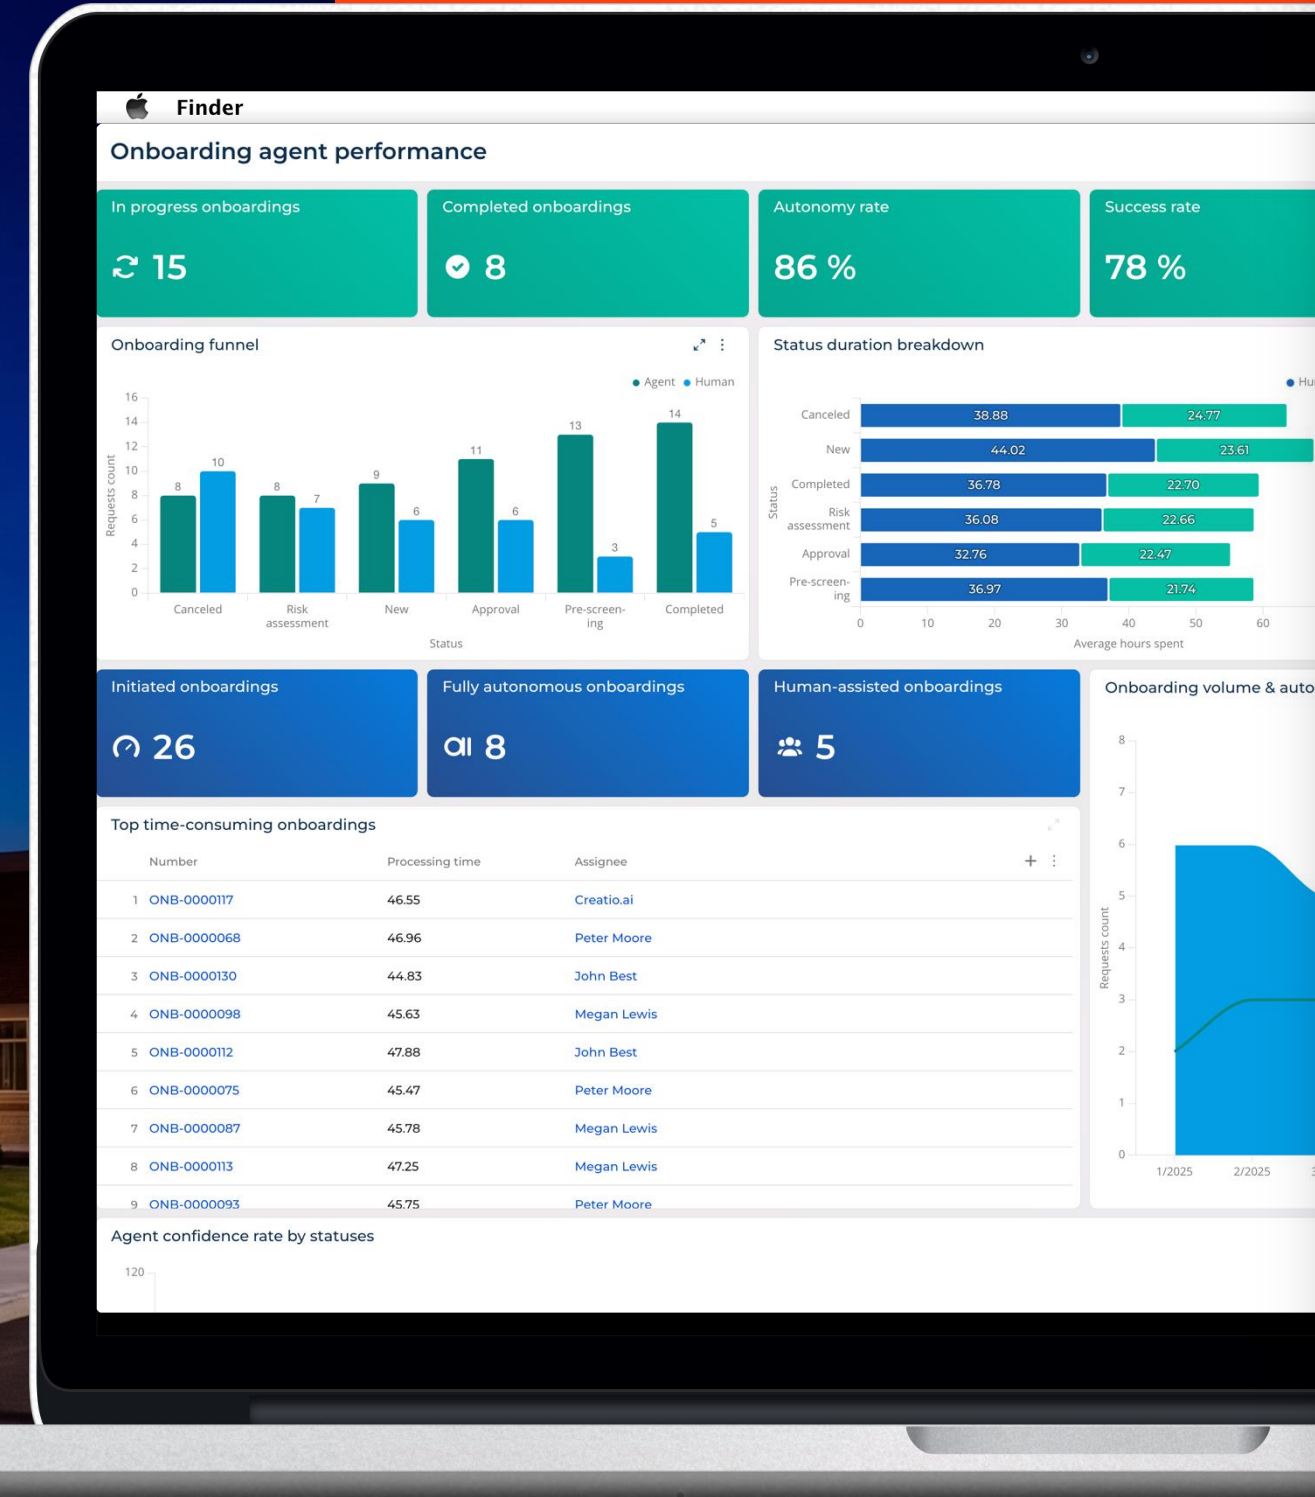 Finder
Onboarding agent performance
In progress onboardings
15
Completed onboardings
8
Autonomy rate
86 %
Success rate
78 %
Onboarding funnel
Agent Human
16
14
12
10
8
6
4
2
0
Requests count
8
10
8
7
9
6
11
6
13
3
14
5
Canceled
Risk
assessment
New
Approval
Pre-screen-
ing
Completed
Status
Status duration breakdown
Hu
Status
Canceled 38.88 24.77
New 44.02 23.61
Completed 36.78 22.70
Risk
assessment 36.08 22.66
Approval 32.76 22.47
Pre-screen-
ing 36.97 21.74
0 10 20 30 40 50 60
Average hours spent
Initiated onboardings
26
Fully autonomous onboardings
ai 8
Human-assisted onboardings
5
Top time-consuming onboardings
Number Processing time Assignee
1 ONB-0000117 46.55 Creatio.ai
2 ONB-0000068 46.96 Peter Moore
3 ONB-0000130 44.83 John Best
4 ONB-0000098 45.63 Megan Lewis
5 ONB-0000112 47.88 John Best
6 ONB-0000075 45.47 Peter Moore
7 ONB-0000087 45.78 Megan Lewis
8 ONB-0000113 47.25 Megan Lewis
9 ONB-0000093 45.75 Peter Moore
Onboarding volume & auto
8
7
6
5
4
3
2
1
0
Requests count
1/2025 2/2025
Agent confidence rate by statuses
120